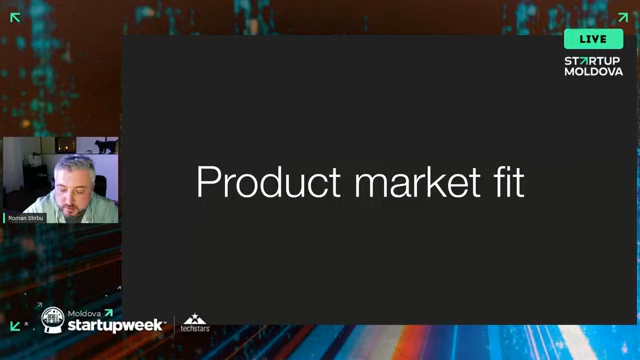 LIVE
STARTUP
MOLDOVA
Product market fit
Roman Stirbu
Moldova
startupweek
techstars